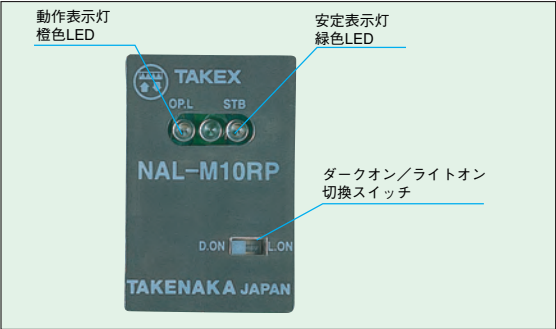 動作表示灯
橙色LED
安定表示灯
緑色LED
TAKEX
OP.L STB
NAL-M10RP
ダークオン／ライトオン
切換スイッチ
D.ON L.ON
TAKENAKA JAPAN